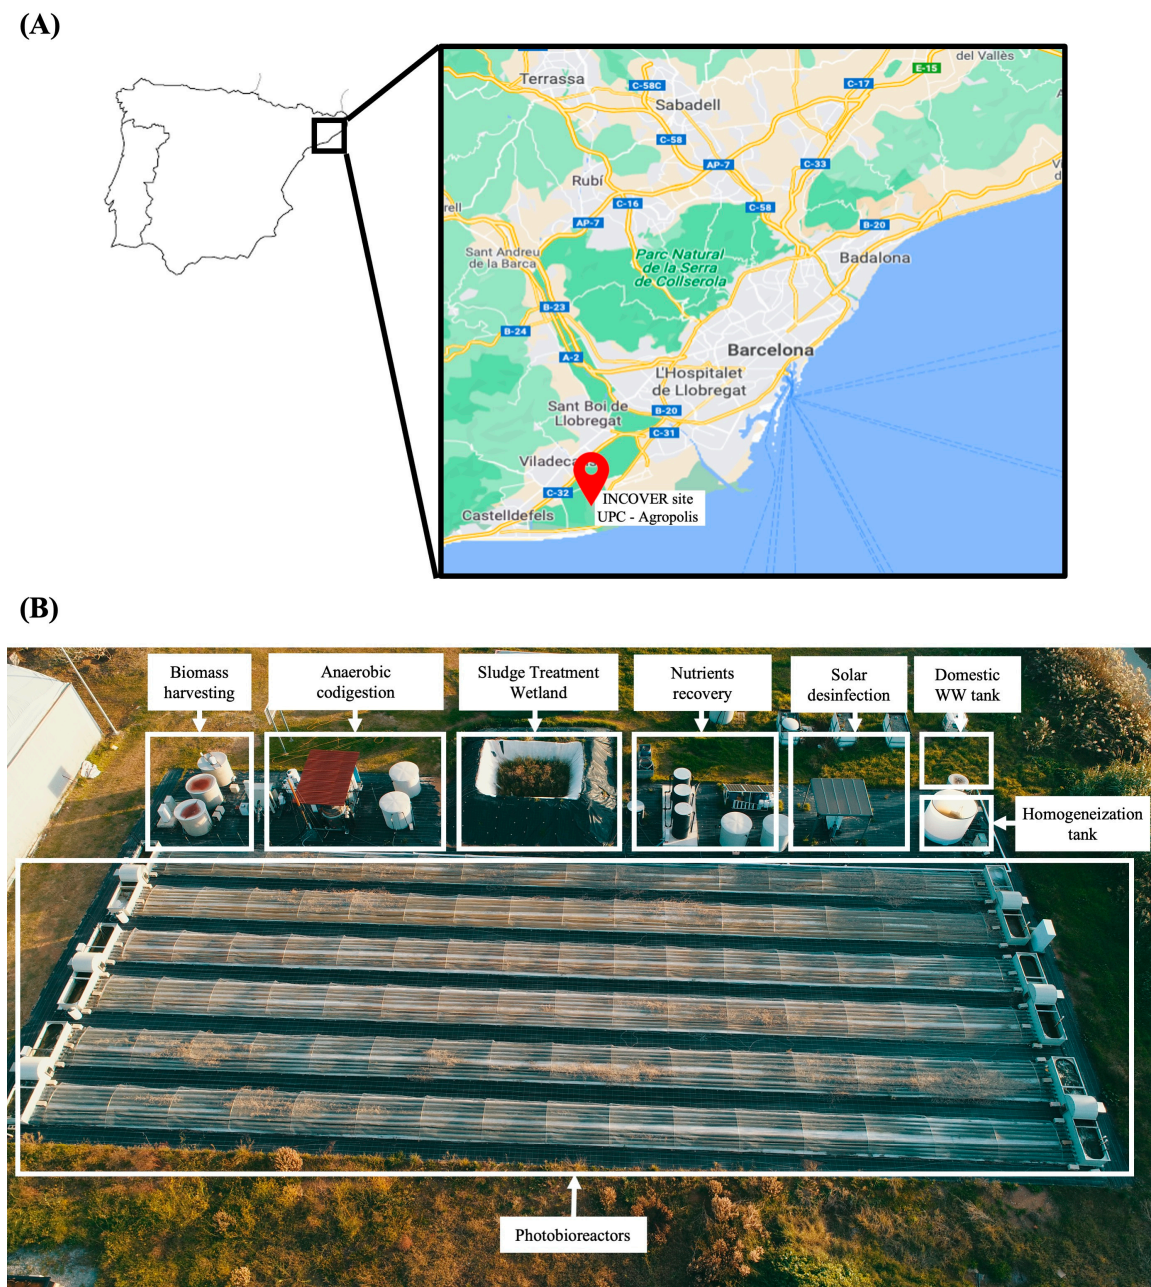 (A)
del Vallès
E-15
Terrassa
C-58C
C-17
Sabadell
C-58
AP-7
C-33
Rubí
C-16
C-58
rell
AP-7
B-20
Sant Andreu
de la Barca
Parc Natural
de la Serra
de Collserola
Badalona
B-23
B-24
A-2
Barcelona
L'Hospitalet
de Llobregat
Sant Boi de
Llobregat
B-20
C-31
Viladeca
C-32
INCOVER site
UPC - Agropolis
Castelldefels
(B)
Biomass
harvesting
Anaerobic
codigestion
Sludge Treatment
Wetland
Nutrients
recovery
Solar
desinfection
Domestic
WW tank
Homogeneization
tank
Photobioreactors